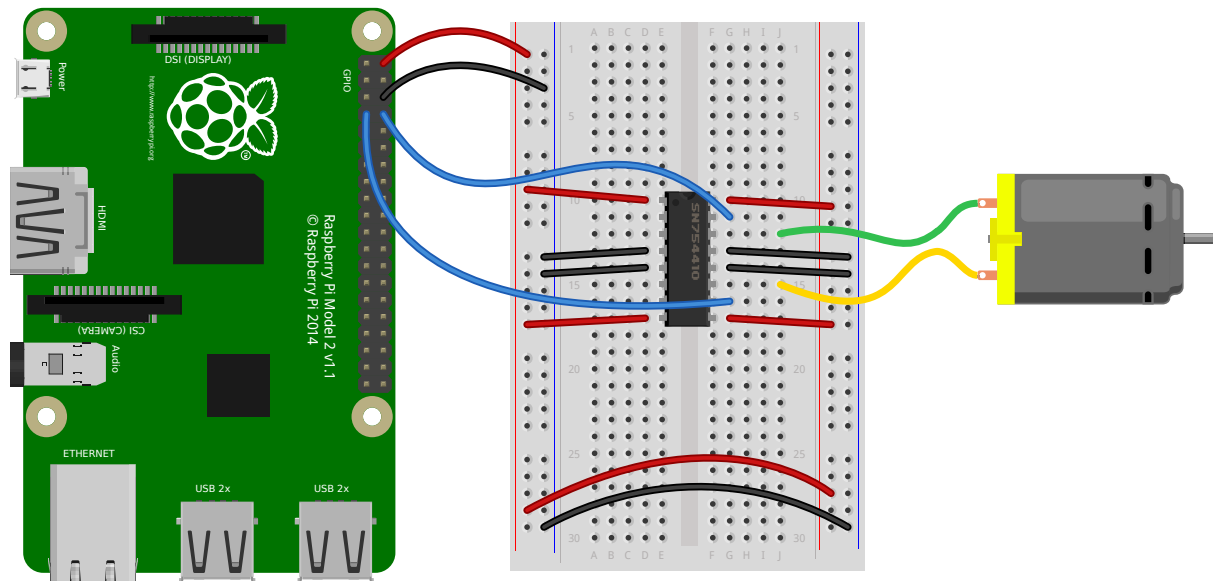 DSI (DISPLAY)
Power
http://www.raspberrypi.org
GPIO
HDMI
Raspberry Pi Model 2 v1.1
© Raspberry Pi 2014
CSI (CAMERA)
Audio
ETHERNET
USB 2x
USB 2x
A B C D E F G H I J
1 1
5 5
10 10
SN754410
15 15
20 20
25 25
30 30
A B C D E F G H I J